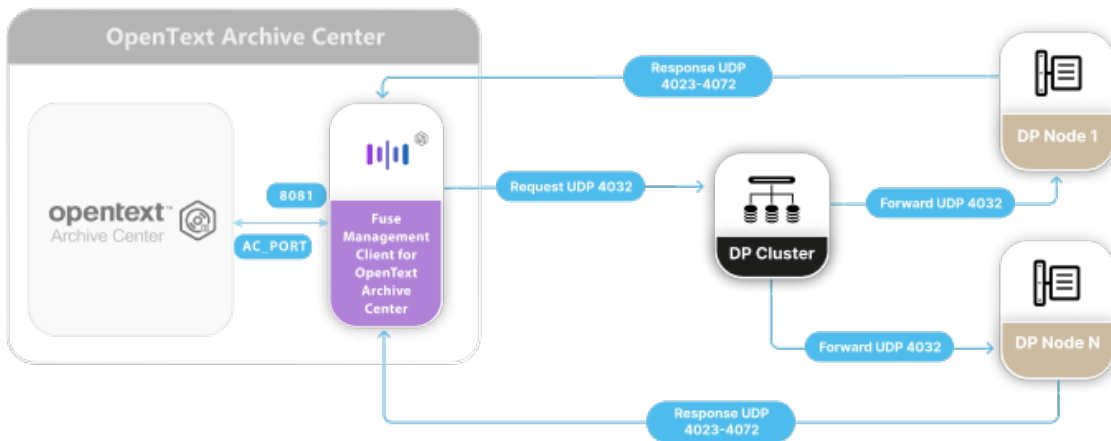 OpenText Archive Center
Response UDP
4023-4072
DP Node 1
8081
Request UDP 4032
Forward UDP 4032
opentext™
Archive Center
AC_PORT
Fuse
Management
Client for
OpenText
Archive
Center
DP Cluster
DP Node N
Forward UDP 4032
Response UDP
4023-4072